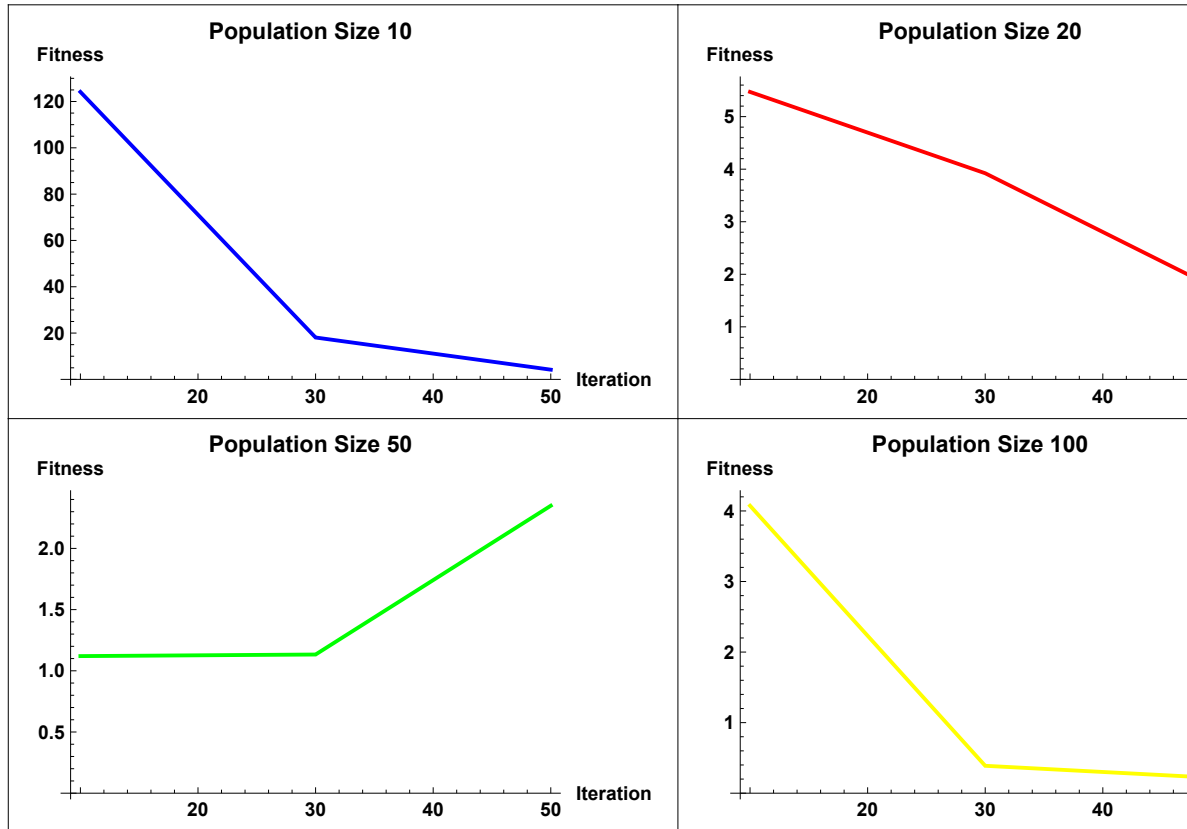 Population Size 10
Fitness
120
100
80
60
40
20
20 30 40 50 Iteration
Population Size 20
Fitness
5
4
3
2
1
20 30 40
Population Size 50
Fitness
2.0
1.5
1.0
0.5
20 30 40 50 Iteration
Population Size 100
Fitness
4
3
2
1
20 30 40